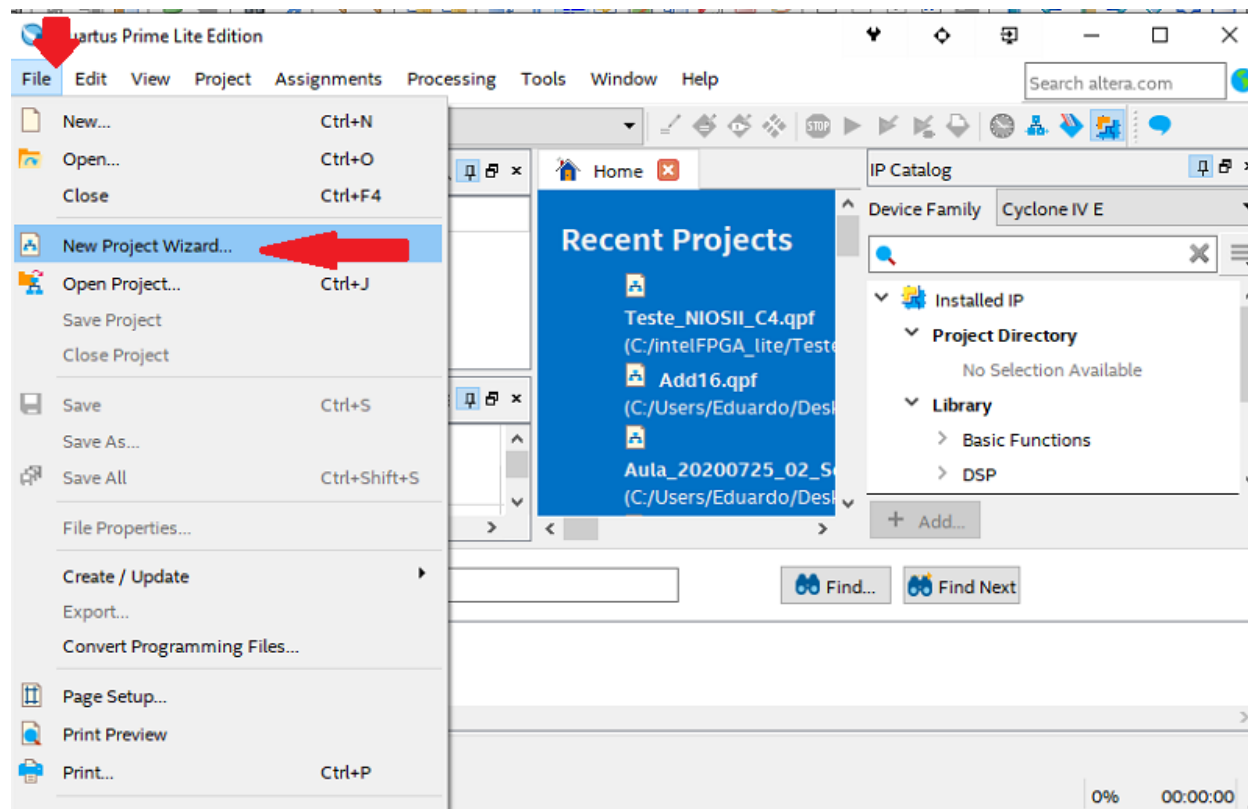 uartus Prime Lite Edition
File Edit View Project Assignments Processing Tools Window Help
Search altera.com
New... Ctrl+N
Open... Ctrl+O
Close Ctrl+F4
New Project Wizard...
Open Project... Ctrl+J
Save Project
Close Project
Save Ctrl+S
Save As...
Save All Ctrl+Shift+S
File Properties...
Create / Update
Export...
Convert Programming Files...
Page Setup...
Print Preview
Print... Ctrl+P
STOP
Home
Recent Projects
Teste_NIOSII_C4.qpf
(C:/intelFPGA_lite/Teste
Add16.qpf
(C:/Users/Eduardo/Desk
Aula_20200725_02_Se
(C:/Users/Eduardo/Desk
IP Catalog
Device Family Cyclone IV E
Installed IP
Project Directory
No Selection Available
Library
Basic Functions
DSP
+ Add...
Find... Find Next
0% 00:00:00